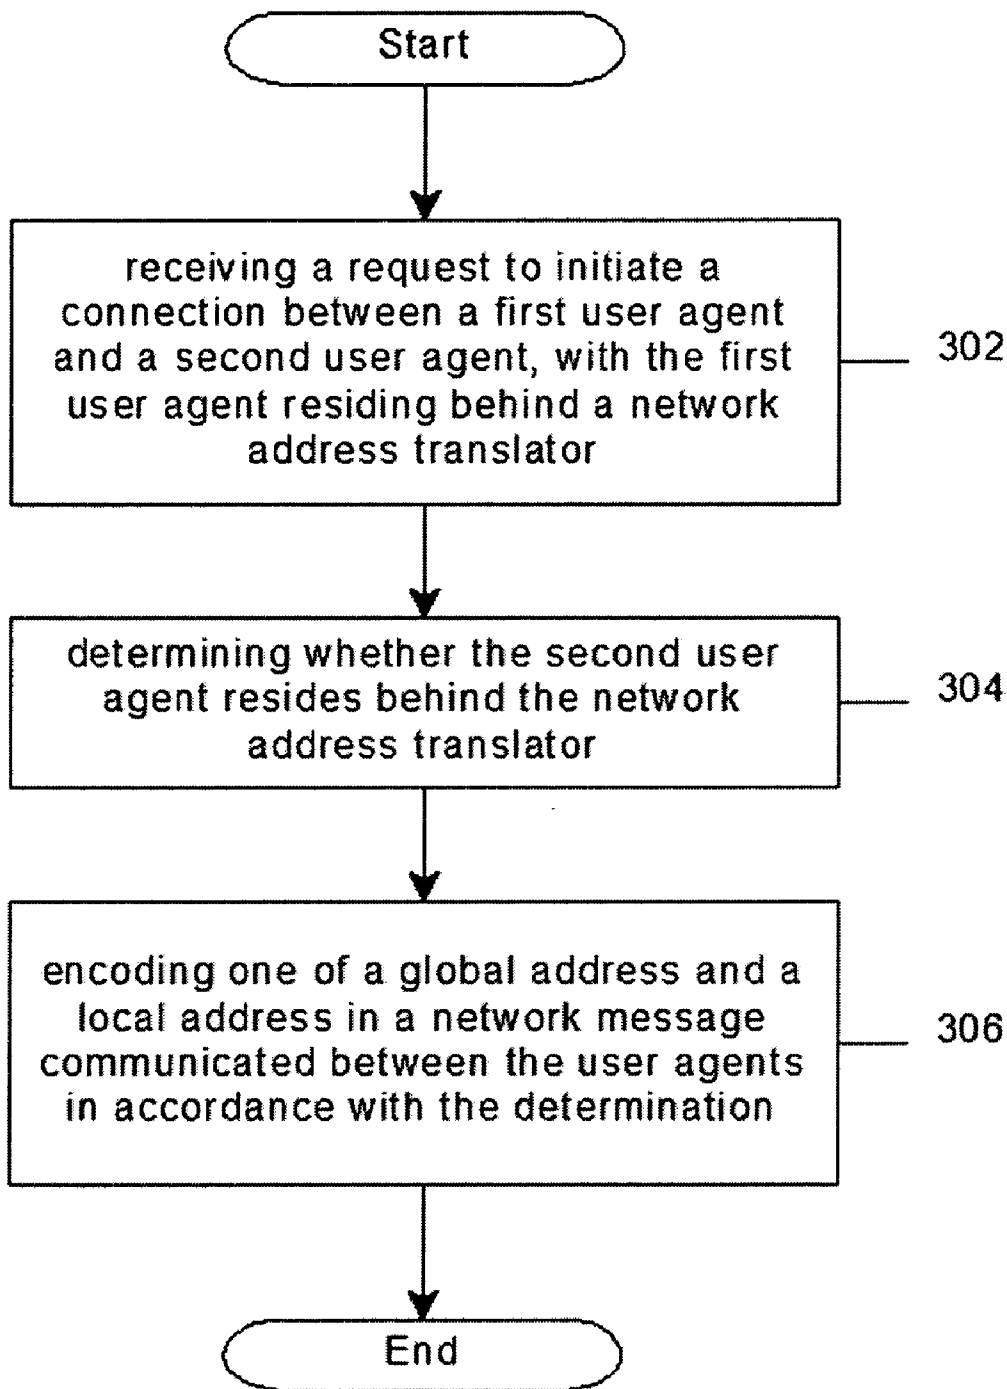 Start
receiving a request to initiate a
connection between a first user agent
and a second user agent, with the first
user agent residing behind a network
address translator
302
determining whether the second user
agent resides behind the network
address translator
304
encoding one of a global address and a
local address in a network message
communicated between the user agents
in accordance with the determination
306
End